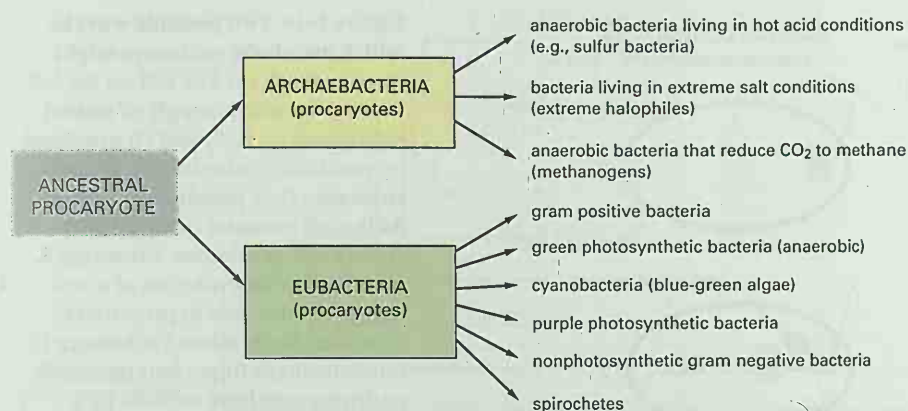 anaerobic bacteria living in hot acid conditions
(e.g., sulfur bacteria)
ARCHAEBACTERIA
(procaryotes)
bacteria living in extreme salt conditions
(extreme halophiles)
anaerobic bacteria that reduce CO₂ to methane
(methanogens)
ANCESTRAL
PROCARYOTE
gram positive bacteria
green photosynthetic bacteria (anaerobic)
EUBACTERIA
(procaryotes)
cyanobacteria (blue-green algae)
purple photosynthetic bacteria
nonphotosynthetic gram negative bacteria
spirochetes